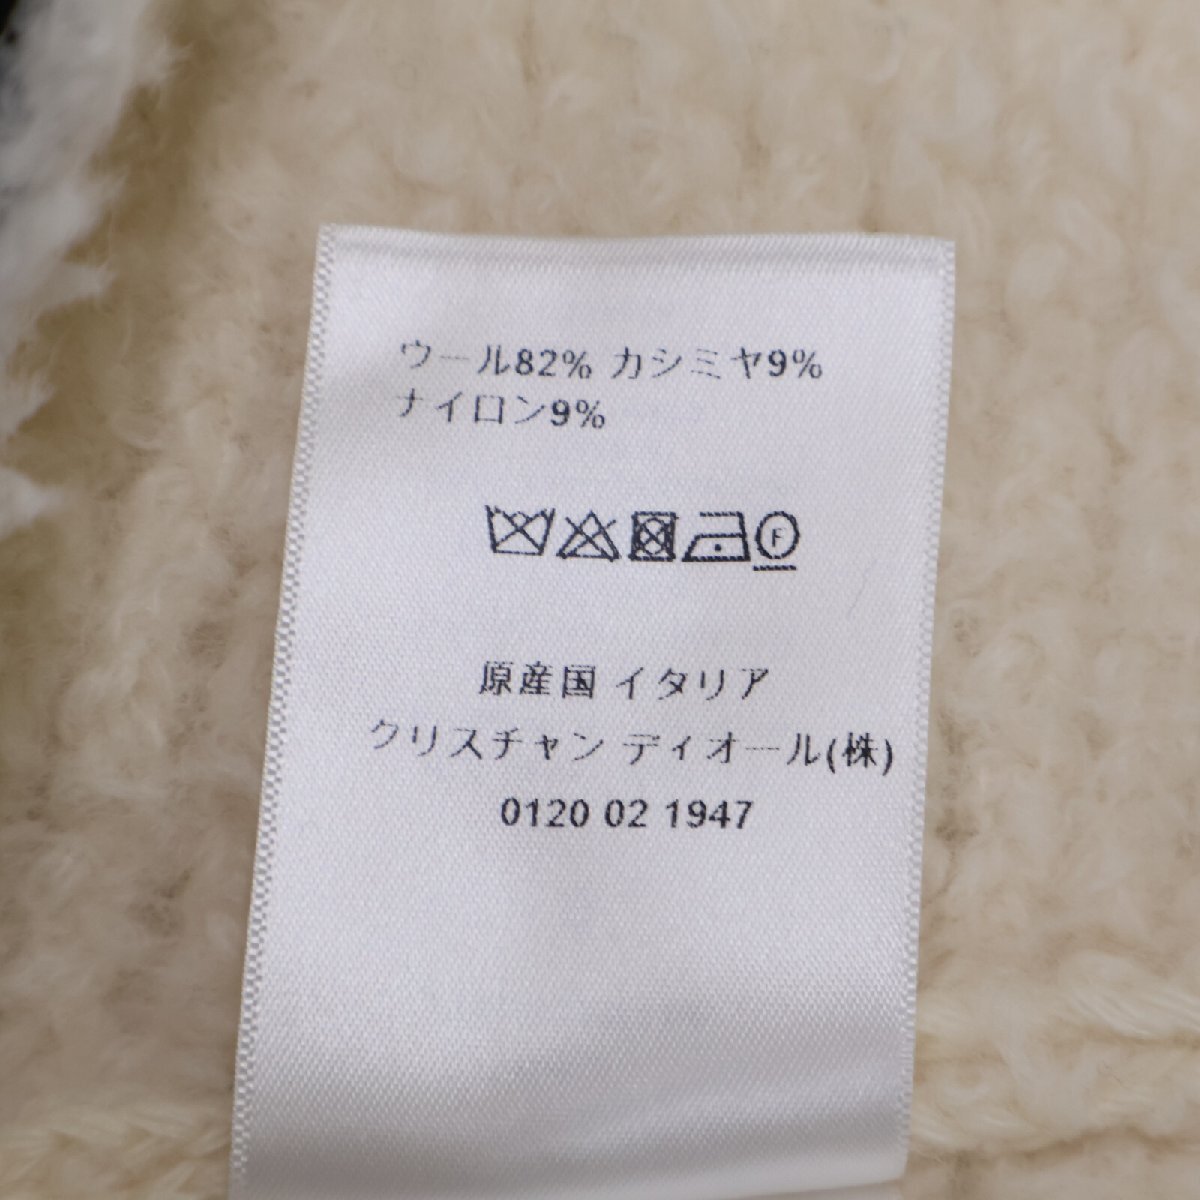 ウール82% カシミヤ9%
ナイロン9%
F
原産国 イタリア
クリスチャン ディオール(株)
0120 02 1947